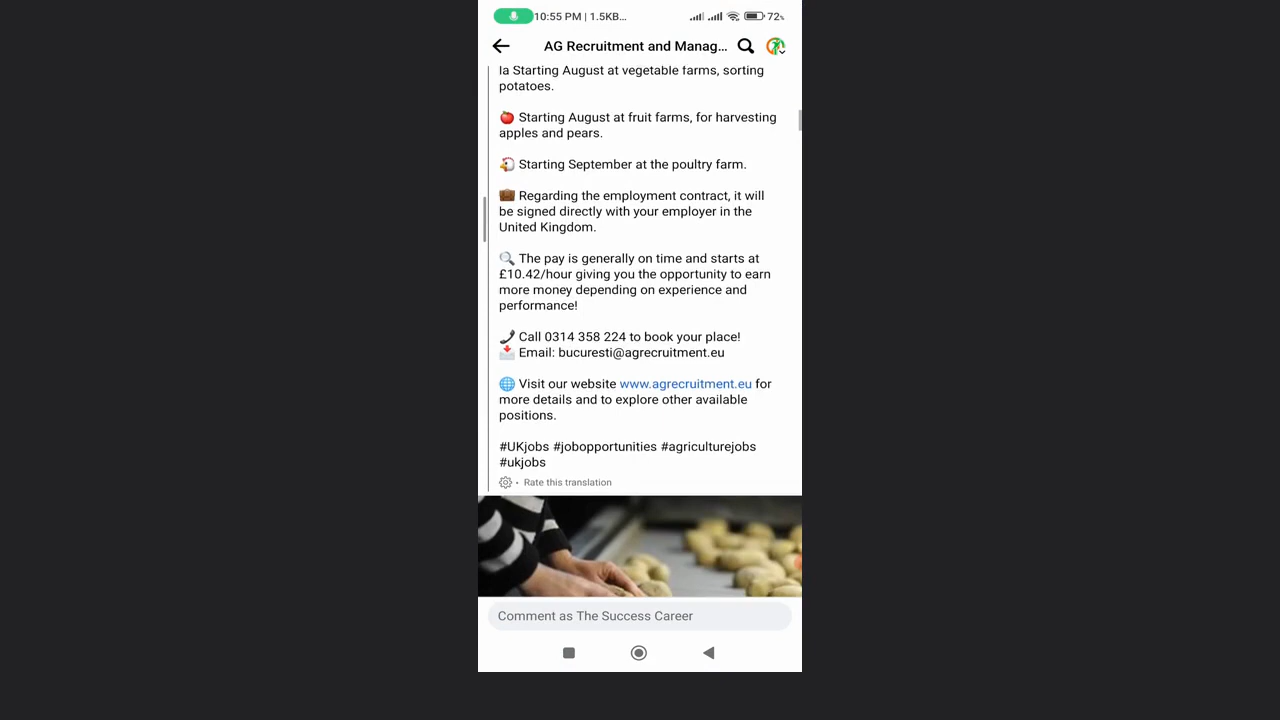 10:55 PM | 1.5KB...
72%
AG Recruitment and Manag...
la Starting August at vegetable farms, sorting
potatoes.
🍎 Starting August at fruit farms, for harvesting
apples and pears.
🐔 Starting September at the poultry farm.
💼 Regarding the employment contract, it will
be signed directly with your employer in the
United Kingdom.
🔍 The pay is generally on time and starts at
£10.42/hour giving you the opportunity to earn
more money depending on experience and
performance!
📞 Call 0314 358 224 to book your place!
📩 Email: bucuresti@agrecruitment.eu
🌐 Visit our website www.agrecruitment.eu for
more details and to explore other available
positions.
#UKjobs #jobopportunities #agriculturejobs
#ukjobs
· Rate this translation
Comment as The Success Career